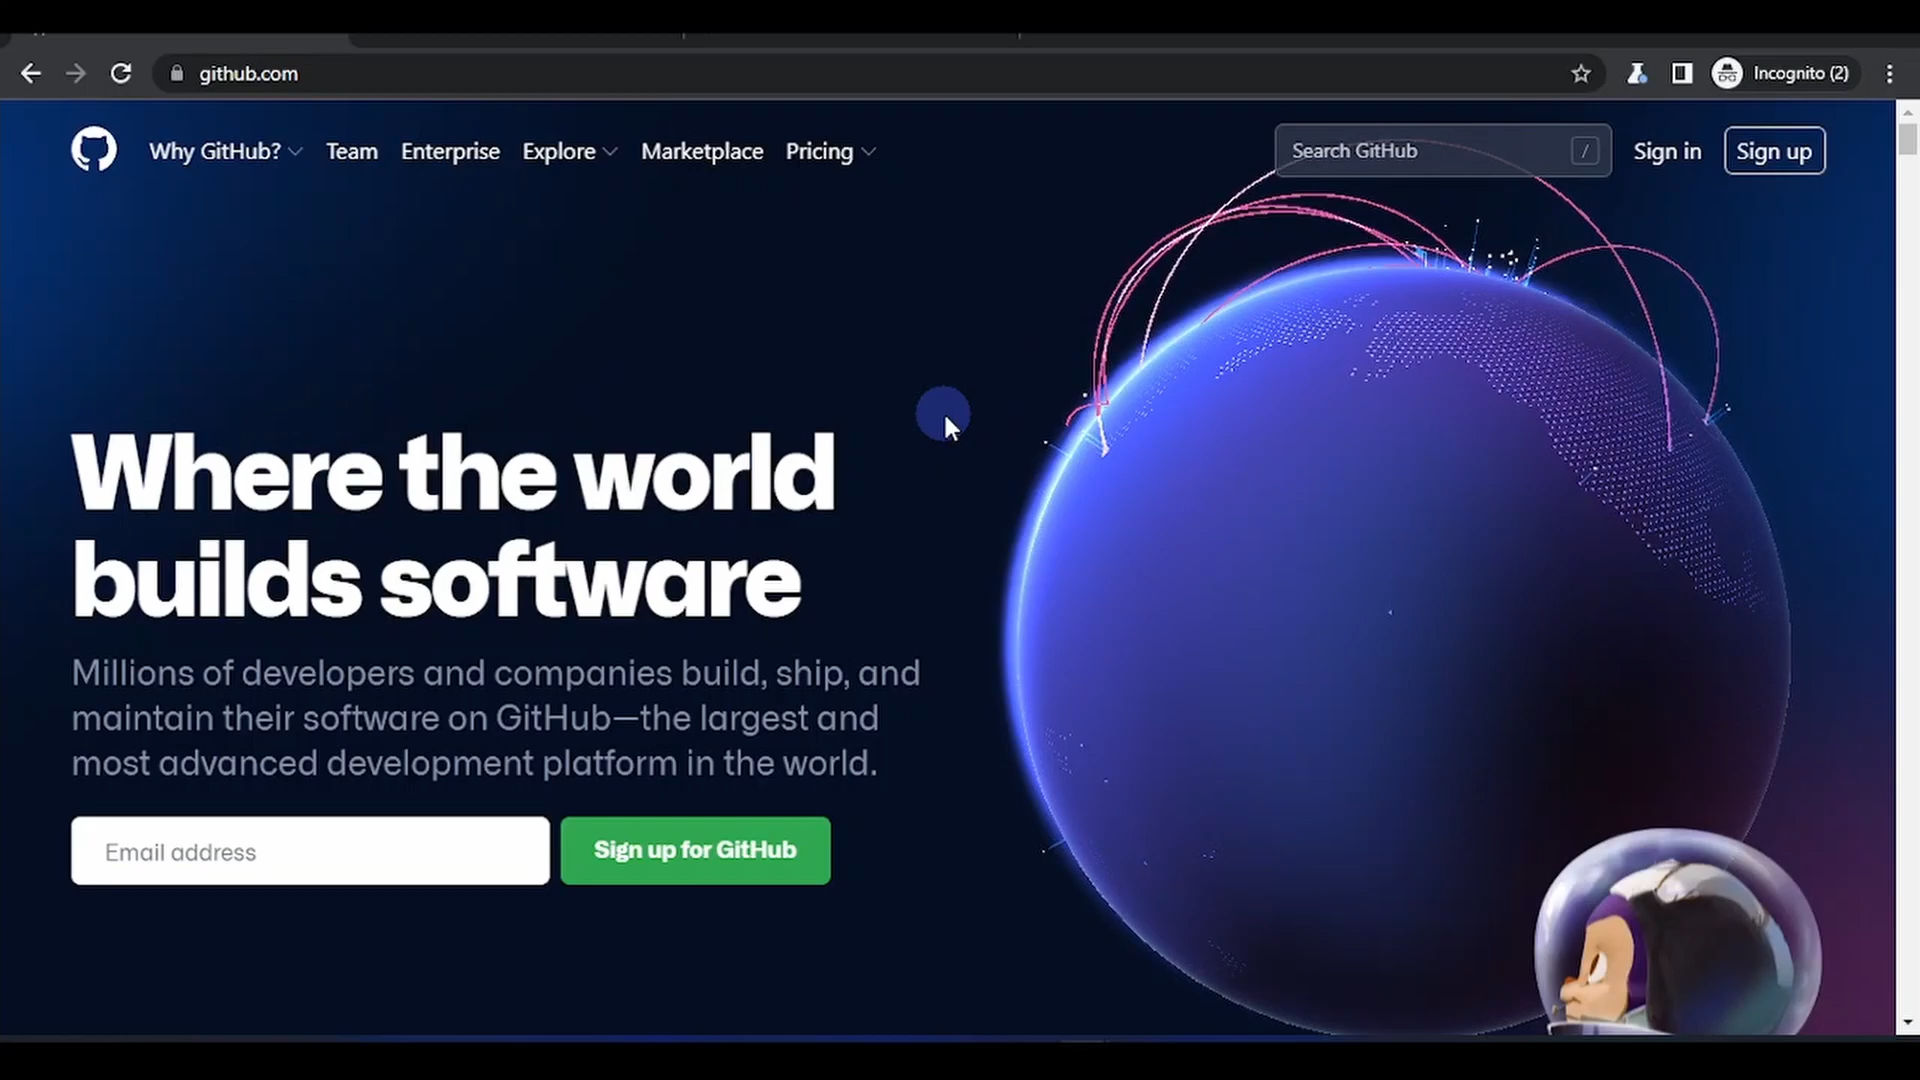 github.com
Incognito (2)
Why GitHub? Team Enterprise Explore Marketplace Pricing
Search GitHub /
Sign in
Sign up
Where the world
builds software
Millions of developers and companies build, ship, and
maintain their software on GitHub—the largest and
most advanced development platform in the world.
Email address
Sign up for GitHub